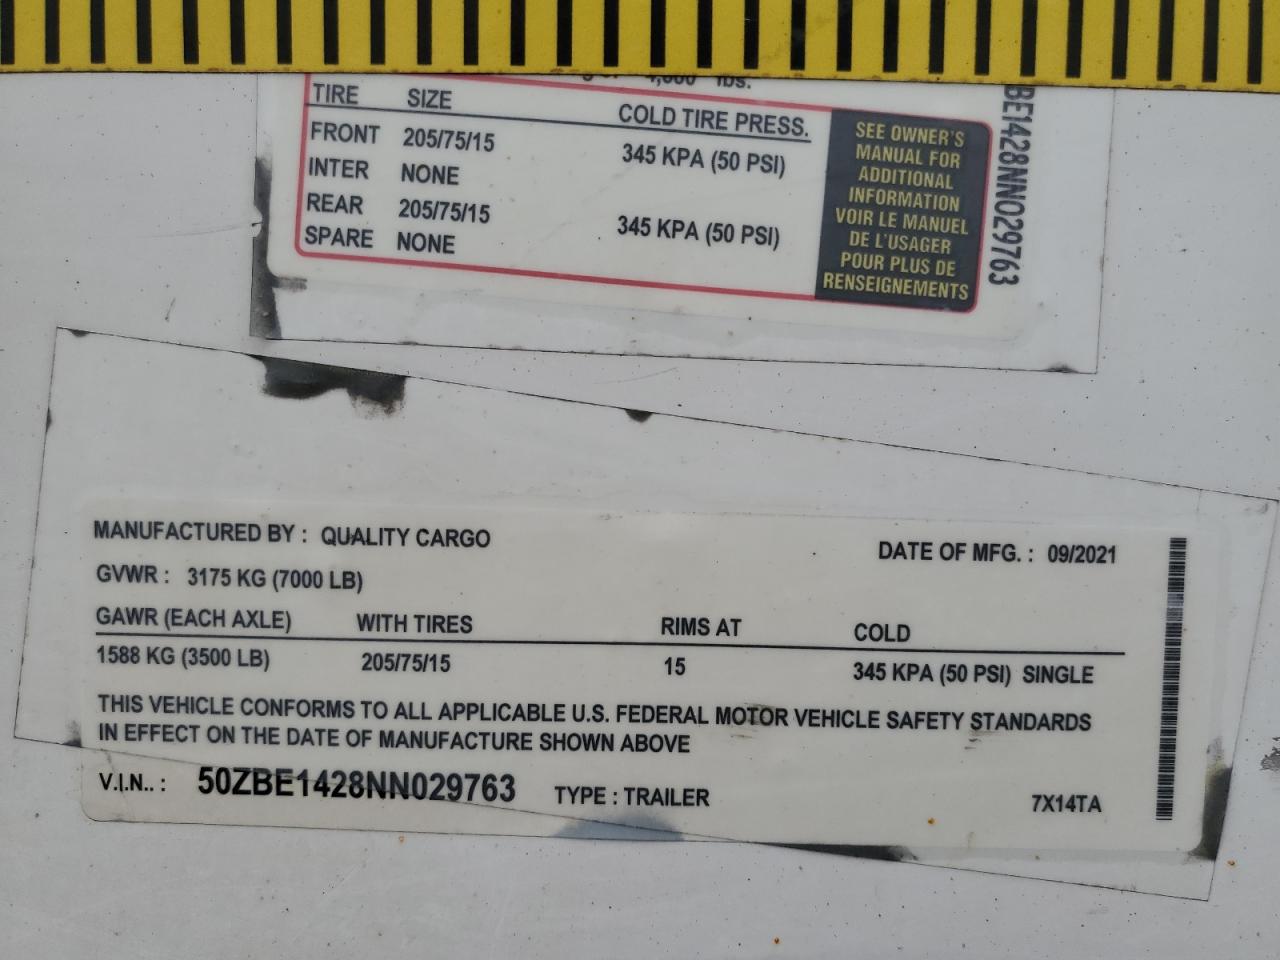 4,000 lbs.
TIRE SIZE COLD TIRE PRESS.
FRONT 205/75/15 345 KPA (50 PSI)
INTER NONE
REAR 205/75/15 345 KPA (50 PSI)
SPARE NONE
SEE OWNER'S
MANUAL FOR
ADDITIONAL
INFORMATION
VOIR LE MANUEL
DE L'USAGER
POUR PLUS DE
RENSEIGNEMENTS
BE1428NN029763
MANUFACTURED BY : QUALITY CARGO DATE OF MFG. : 09/2021
GVWR : 3175 KG (7000 LB)
GAWR (EACH AXLE) WITH TIRES RIMS AT COLD
1588 KG (3500 LB) 205/75/15 15 345 KPA (50 PSI) SINGLE
THIS VEHICLE CONFORMS TO ALL APPLICABLE U.S. FEDERAL MOTOR VEHICLE SAFETY STANDARDS
IN EFFECT ON THE DATE OF MANUFACTURE SHOWN ABOVE
V.I.N.. : 50ZBE1428NN029763 TYPE : TRAILER 7X14TA